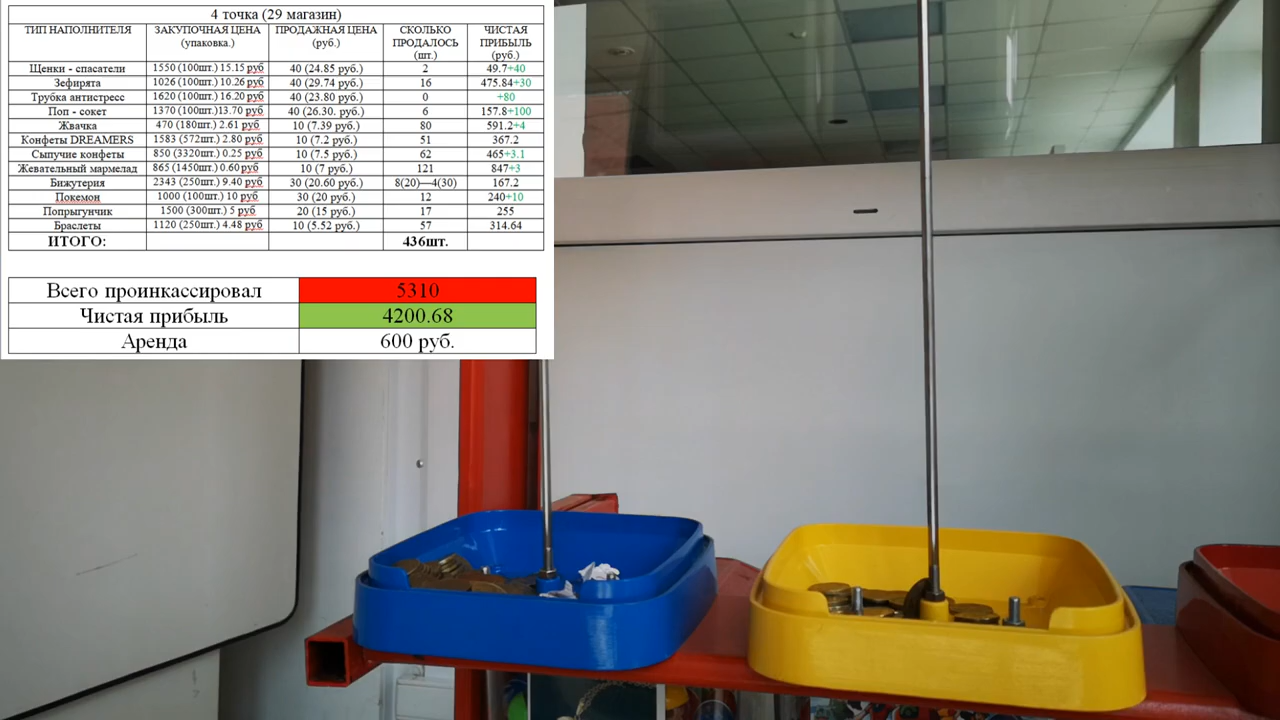 4 точка (29 магазин)
ТИП НАПОЛНИТЕЛЯ ЗАКУПОЧНАЯ ЦЕНА (упаковка.) ПРОДАЖНАЯ ЦЕНА (руб.) СКОЛЬКО ПРОДАЛОСЬ (шт.) ЧИСТАЯ ПРИБЫЛЬ (руб.)
Щенки - спасатели 1550 (100шт.) 15.15 руб 40 (24.85 руб.) 2 49.7+40
Зефирята 1026 (100шт.) 10.26 руб 40 (29.74 руб.) 16 475.84+30
Трубка антистресс 1620 (100шт.) 16.20 руб 40 (23.80 руб.) 0 +80
Поп - сокет 1370 (100шт.)13.70 руб 40 (26.30. руб.) 6 157.8+100
Жвачка 470 (180шт.) 2.61 руб 10 (7.39 руб.) 80 591.2+4
Конфеты DREAMERS 1583 (572шт.) 2.80 руб 10 (7.2 руб.) 51 367.2
Сыпучие конфеты 850 (3320шт.) 0.25 руб 10 (7.5 руб.) 62 465+3.1
Жевательный мармелад 865 (1450шт.) 0.60 руб 10 (7 руб.) 121 847+3
Бижутерия 2343 (250шт.) 9.40 руб 30 (20.60 руб.) 8(20)—4(30) 167.2
Покемон 1000 (100шт.) 10 руб 30 (20 руб.) 12 240+10
Попрыгунчик 1500 (300шт.) 5 руб 20 (15 руб.) 17 255
Браслеты 1120 (250шт.) 4.48 руб 10 (5.52 руб.) 57 314.64
ИТОГО: 436шт.
Всего проинкассировал 5310
Чистая прибыль 4200.68
Аренда 600 руб.